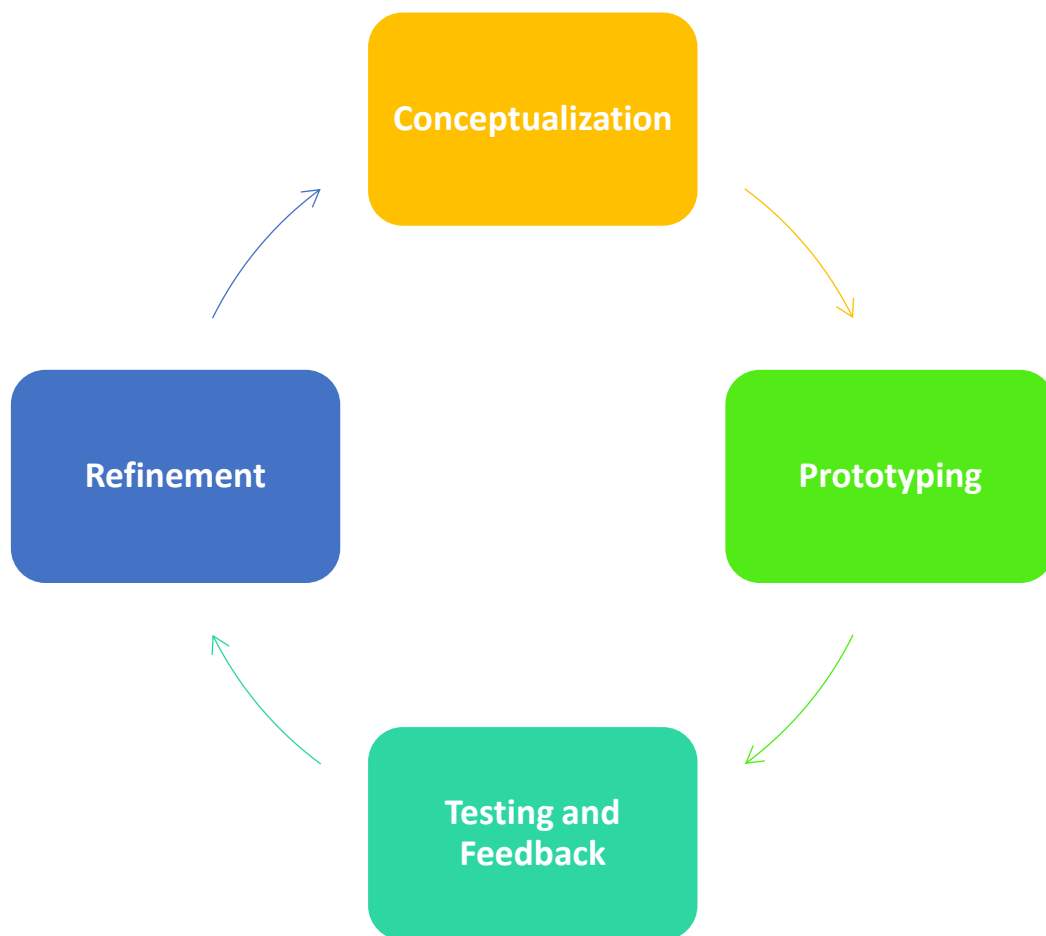 Conceptualization
Refinement
Prototyping
Testing and
Feedback